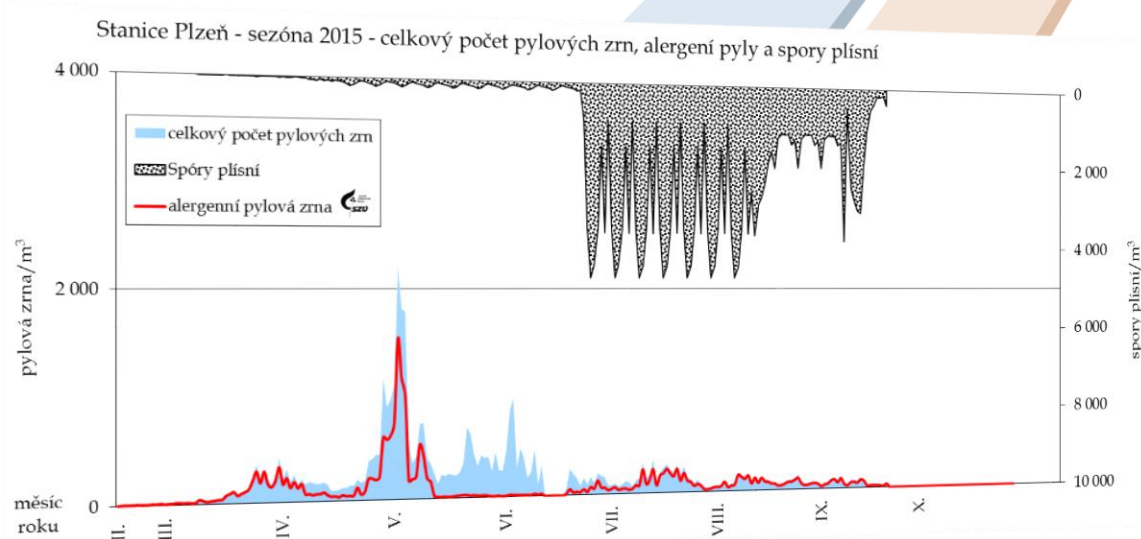 Stanice Plzeň - sezóna 2015 - celkový počet pylových zrn, alergení pyly a spory plísní
4 000
2 000
0
pylová zrna/m³
celkový počet pylových zrn
Spóry plísní
alergenní pylová zrna
SZÚ
0
2 000
4 000
6 000
8 000
10 000
spory plísní/m³
měsíc
roku
II.
III.
IV.
V.
VI.
VII.
VIII.
IX.
X.